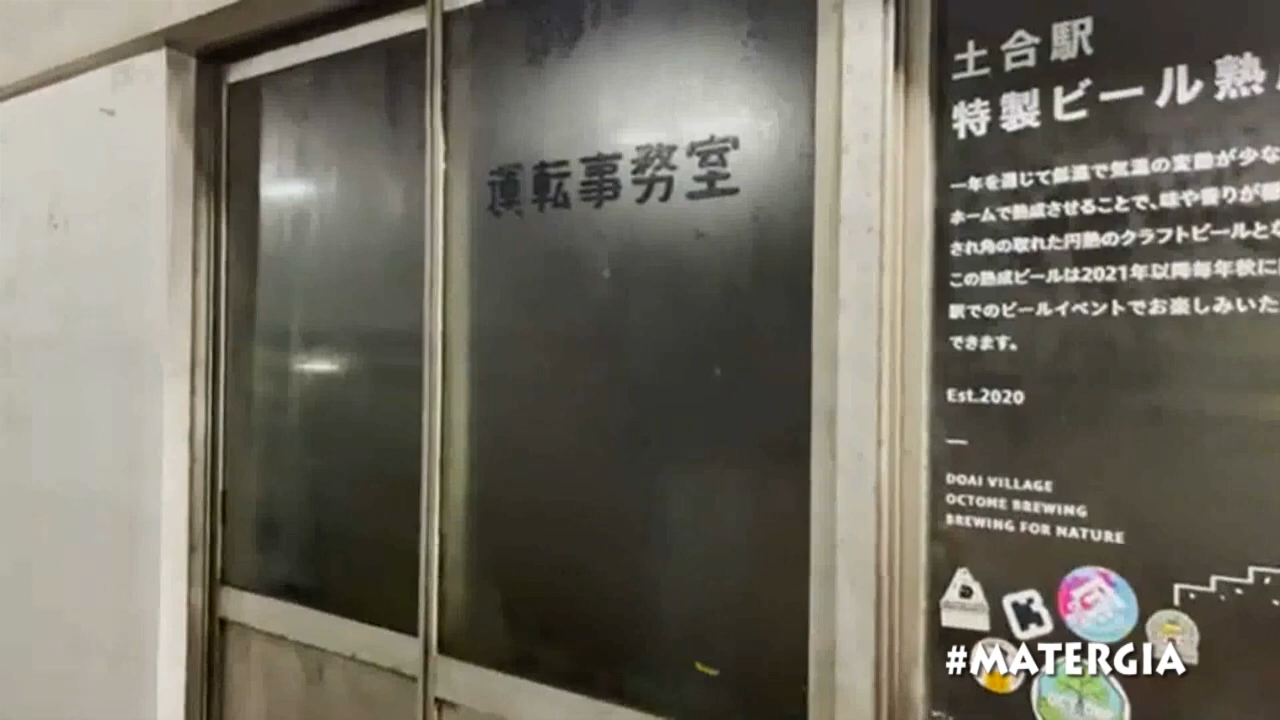 運転事務室
土合駅
特製ビール熟
一年を通じて低温で気温の変動が少な
ホームで熟成させることで、味や香りが
され角の取れた円熟のクラフトビールとな
この熟成ビールは2021年以降毎年秋に
駅でのビールイベントでお楽しみいた
できます。
Est.2020
DOAI VILLAGE
OCTONE BREWING
BREWING FOR NATURE
#MATERGIA